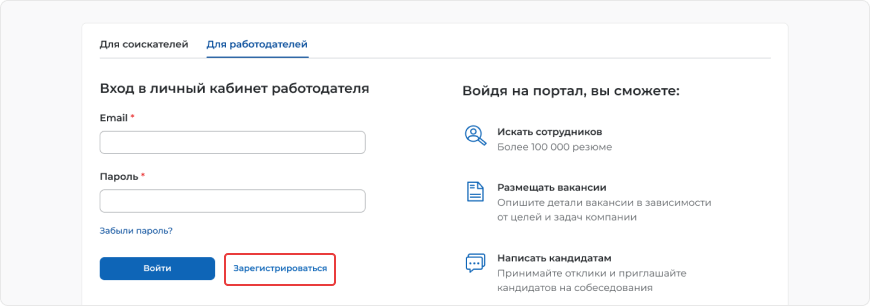 Для соискателей Для работодателей
Вход в личный кабинет работодателя
Email *
Пароль *
Забыли пароль?
Войти Зарегистрироваться
Войдя на портал, вы сможете:
Искать сотрудников
Более 100 000 резюме
Размещать вакансии
Опишите детали вакансии в зависимости
от целей и задач компании
Написать кандидатам
Принимайте отклики и приглашайте
кандидатов на собеседования